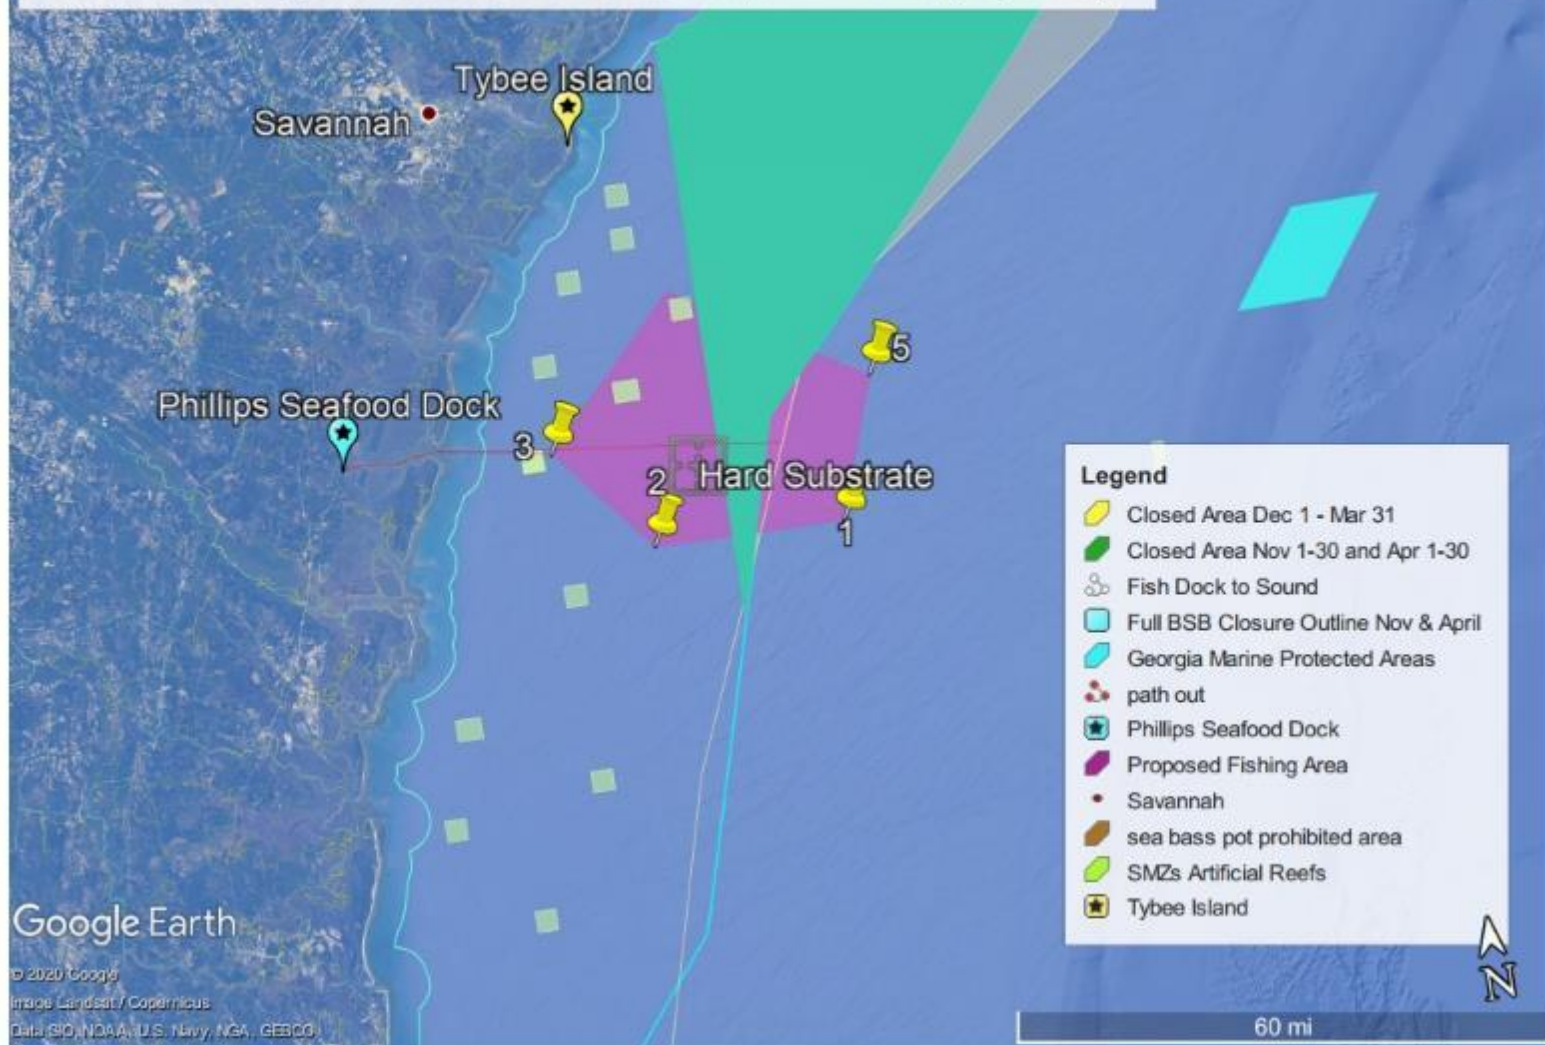 Tybee Island
Savannah
5
Phillips Seafood Dock
3
2
Hard Substrate
1
Legend
Closed Area Dec 1 - Mar 31
Closed Area Nov 1-30 and Apr 1-30
Fish Dock to Sound
Full BSB Closure Outline Nov & April
Georgia Marine Protected Areas
path out
Phillips Seafood Dock
Proposed Fishing Area
Savannah
sea bass pot prohibited area
SMZs Artificial Reefs
Tybee Island
Google Earth
© 2020 Google
Image Landsat / Copernicus
Data SIO, NOAA, U.S. Navy, NGA, GEBCO
N
60 mi